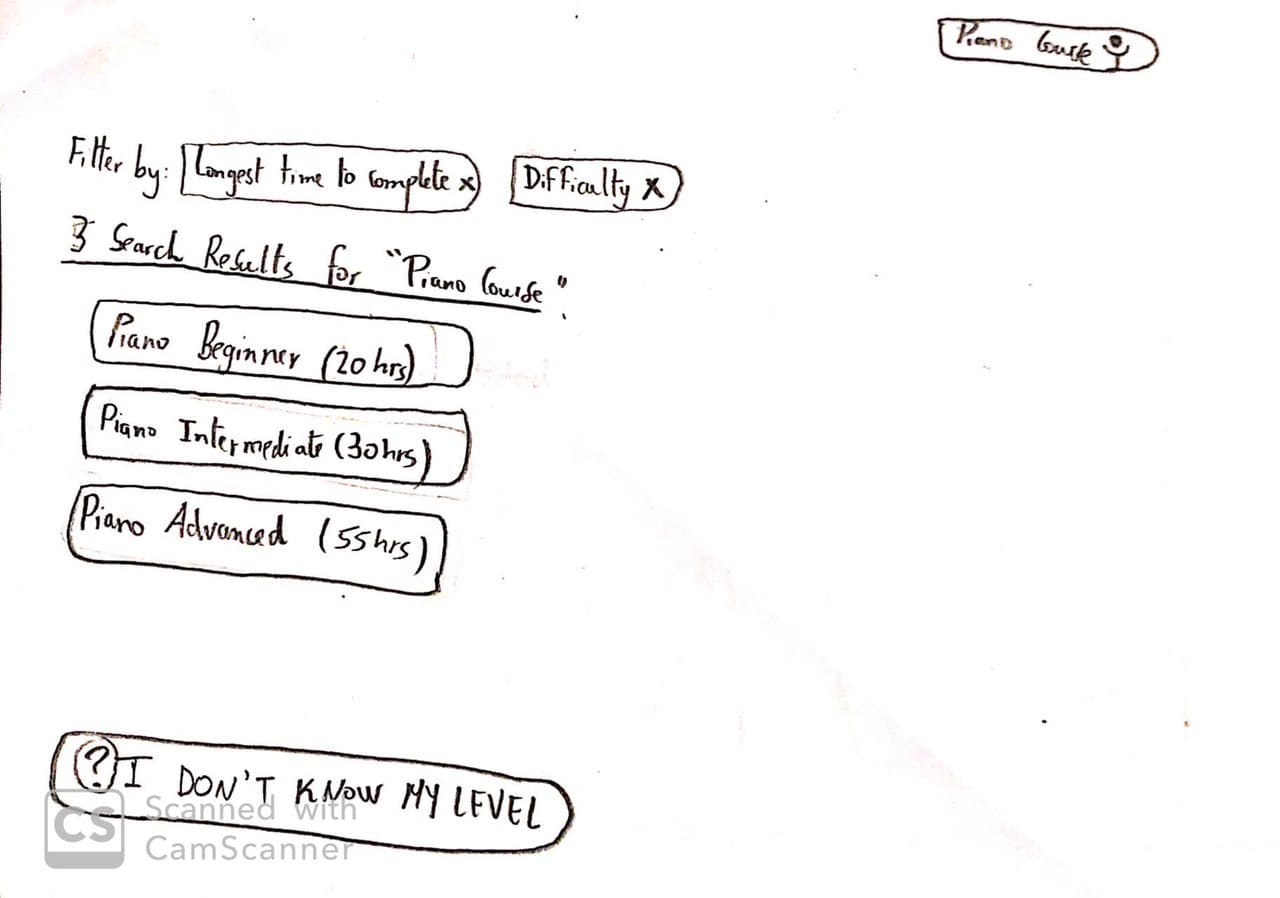 Piano Course
Filter by: Longest time to complete x Difficulty x
3 Search Results for "Piano Course".
Piano Beginner (20 hrs)
Piano Intermediate (30hrs)
Piano Advanced (55hrs)
? I DON'T KNOW MY LEVEL
CS Scanned with
CamScanner